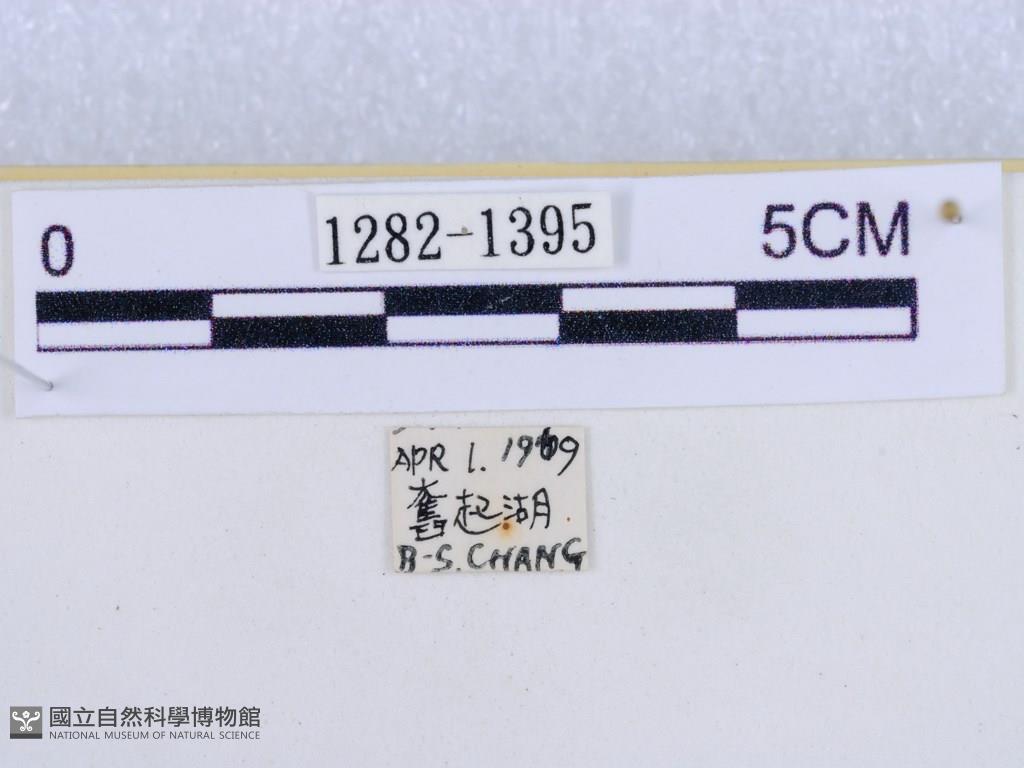 0
1282-1395
5CM
APR 1. 1969
奮起湖
B-S. CHANG
國立自然科學博物館
NATIONAL MUSEUM OF NATURAL SCIENCE